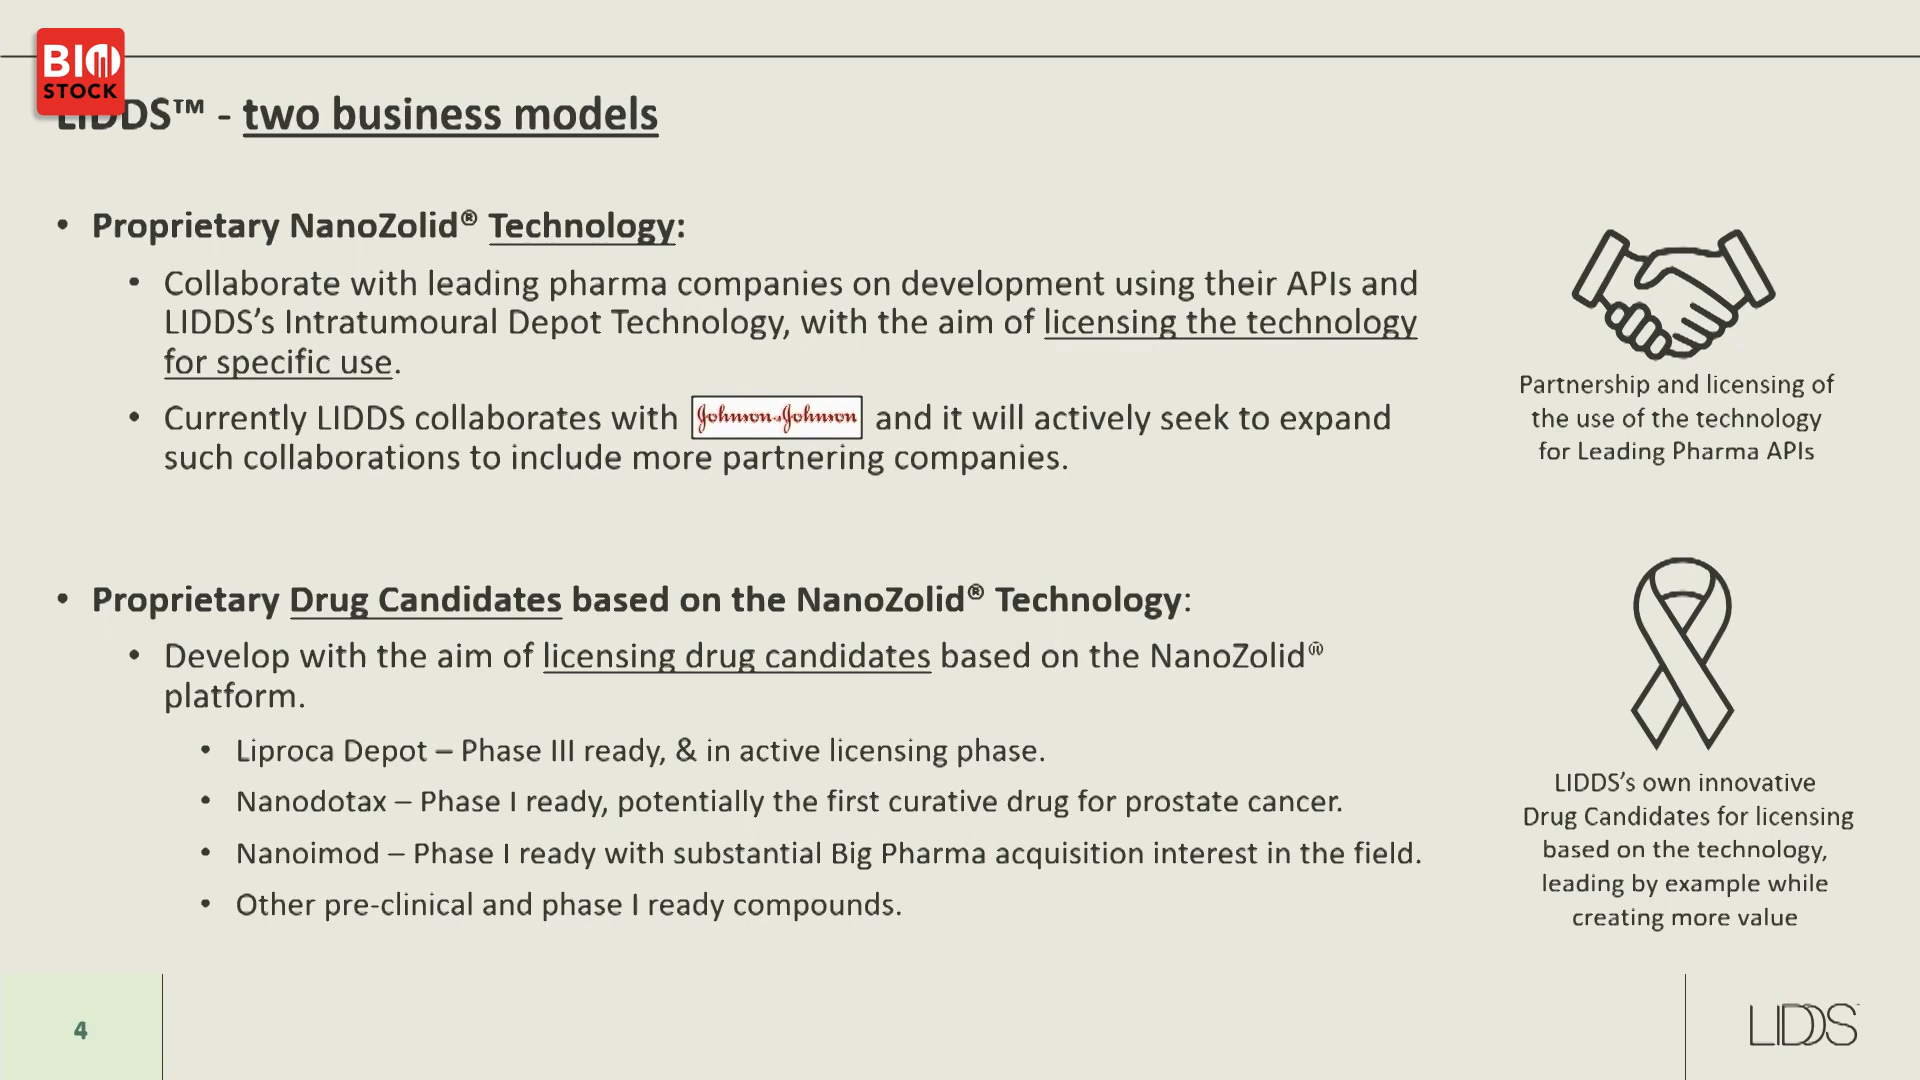 BIO
STOCK
LIDDS™ - two business models
• Proprietary NanoZolid® Technology:
• Collaborate with leading pharma companies on development using their APIs and
LIDDS’s Intratumoural Depot Technology, with the aim of licensing the technology
for specific use.
• Currently LIDDS collaborates with Johnson&Johnson and it will actively seek to expand
such collaborations to include more partnering companies.
Partnership and licensing of
the use of the technology
for Leading Pharma APIs
• Proprietary Drug Candidates based on the NanoZolid® Technology:
• Develop with the aim of licensing drug candidates based on the NanoZolid®
platform.
• Liproca Depot – Phase III ready, & in active licensing phase.
• Nanodotax – Phase I ready, potentially the first curative drug for prostate cancer.
• Nanoimod – Phase I ready with substantial Big Pharma acquisition interest in the field.
• Other pre-clinical and phase I ready compounds.
LIDDS’s own innovative
Drug Candidates for licensing
based on the technology,
leading by example while
creating more value
4
LIDDS